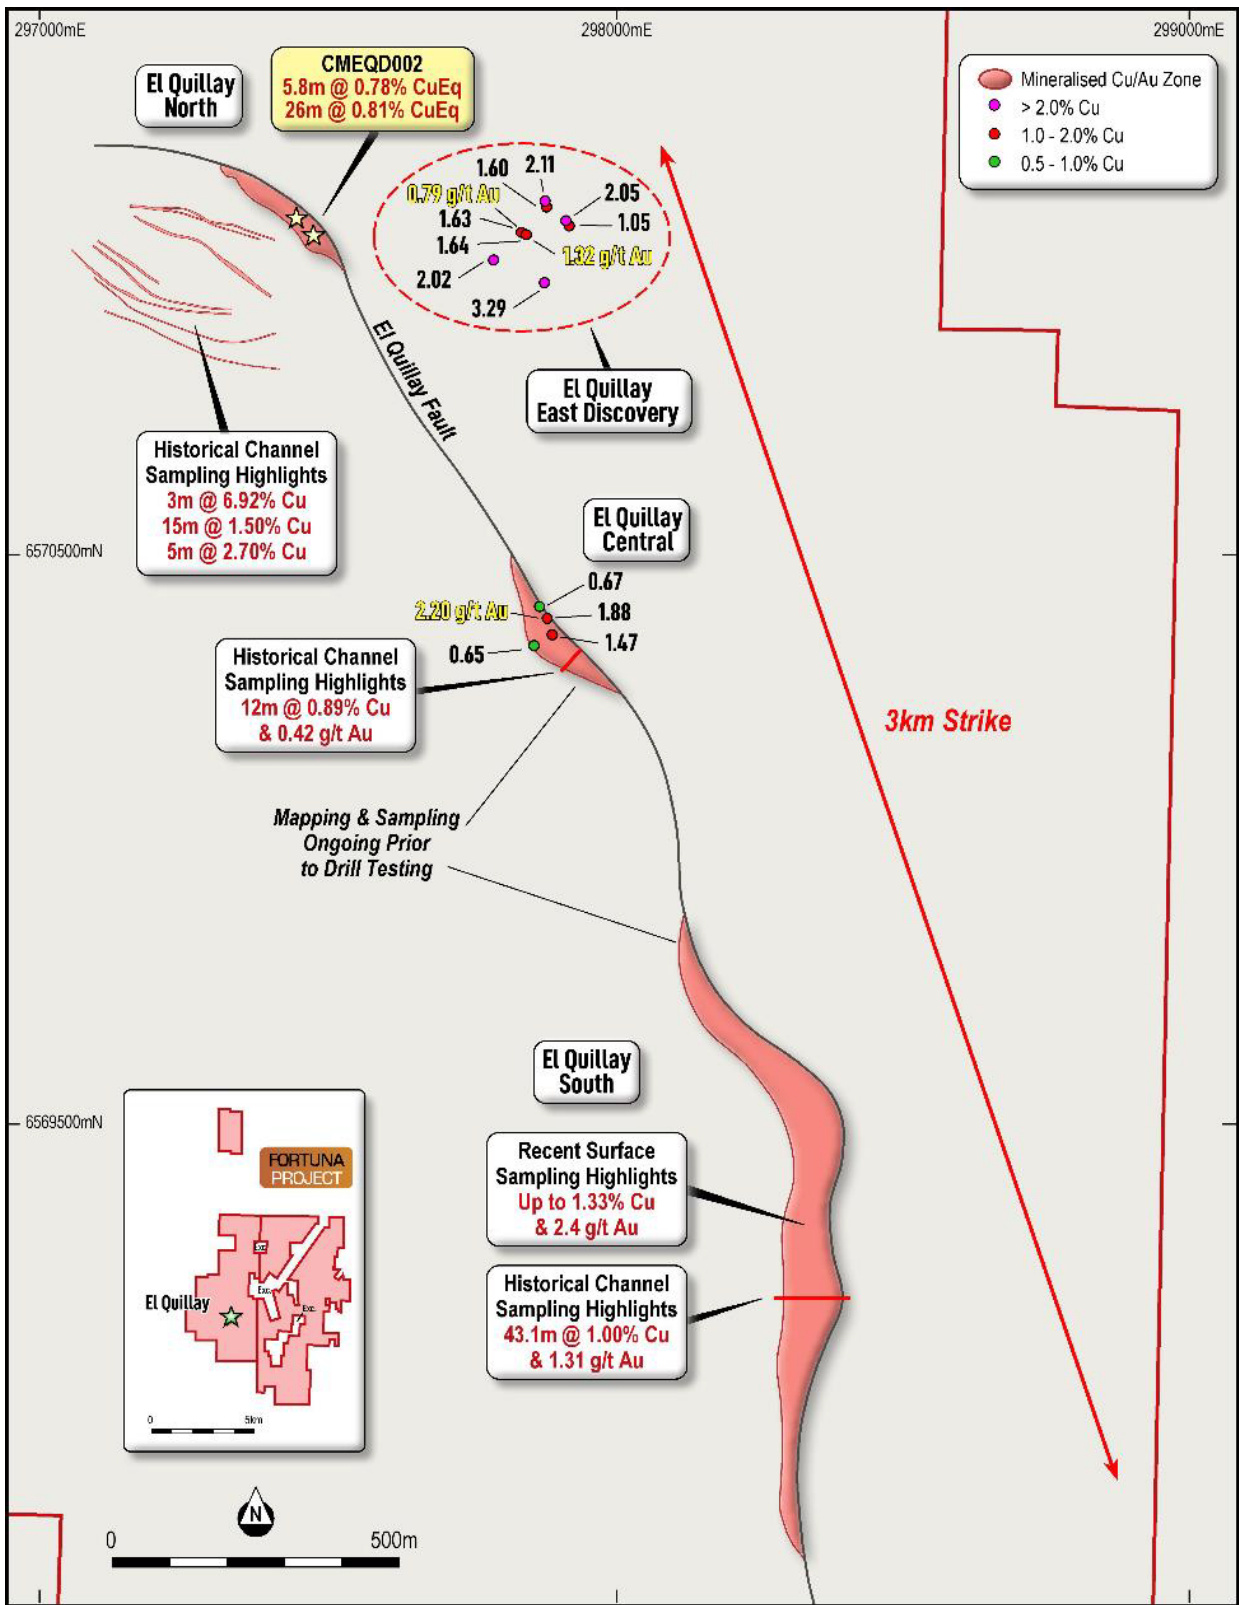 297000mE
298000mE
299000mE
El Quillay
North
CMEQD002
5.8m @ 0.78% CuEq
26m @ 0.81% CuEq
Mineralised Cu/Au Zone
> 2.0% Cu
1.0 - 2.0% Cu
0.5 - 1.0% Cu
1.60
2.11
0.79 g/t Au
2.05
1.63
1.05
1.64
1.32 g/t Au
2.02
3.29
El Quillay Fault
El Quillay
East Discovery
Historical Channel
Sampling Highlights
3m @ 6.92% Cu
15m @ 1.50% Cu
5m @ 2.70% Cu
El Quillay
Central
6570500mN
0.67
2.20 g/t Au
1.88
1.47
0.65
Historical Channel
Sampling Highlights
12m @ 0.89% Cu
& 0.42 g/t Au
3km Strike
Mapping & Sampling
Ongoing Prior
to Drill Testing
El Quillay
South
6569500mN
Recent Surface
Sampling Highlights
Up to 1.33% Cu
& 2.4 g/t Au
Historical Channel
Sampling Highlights
43.1m @ 1.00% Cu
& 1.31 g/t Au
FORTUNA
PROJECT
Exc.
Exc.
Exc.
El Quillay
0
5km
N
0
500m